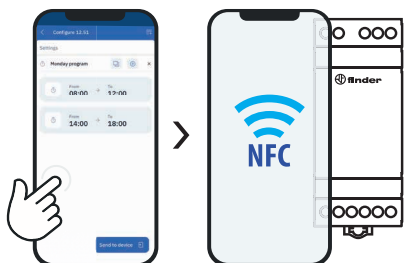 Configure 12.51
Settings
Monday program
From
08:00
To
12:00
From
14:00
To
18:00
Send to device
NFC
finder